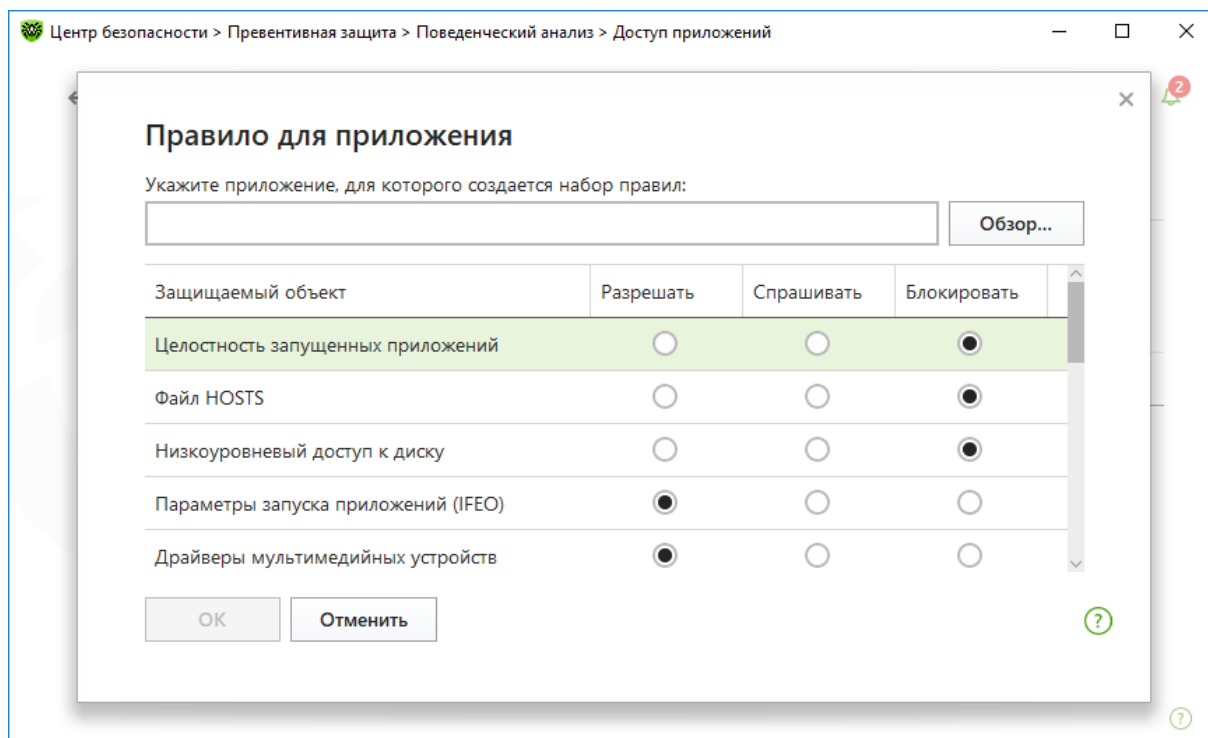 Центр безопасности > Превентивная защита > Поведенческий анализ > Доступ приложений
2
Правило для приложения
Укажите приложение, для которого создается набор правил:
Обзор...
Защищаемый объект Разрешать Спрашивать Блокировать
Целостность запущенных приложений
Файл HOSTS
Низкоуровневый доступ к диску
Параметры запуска приложений (IFEO)
Драйверы мультимедийных устройств
ОК Отменить ?
?